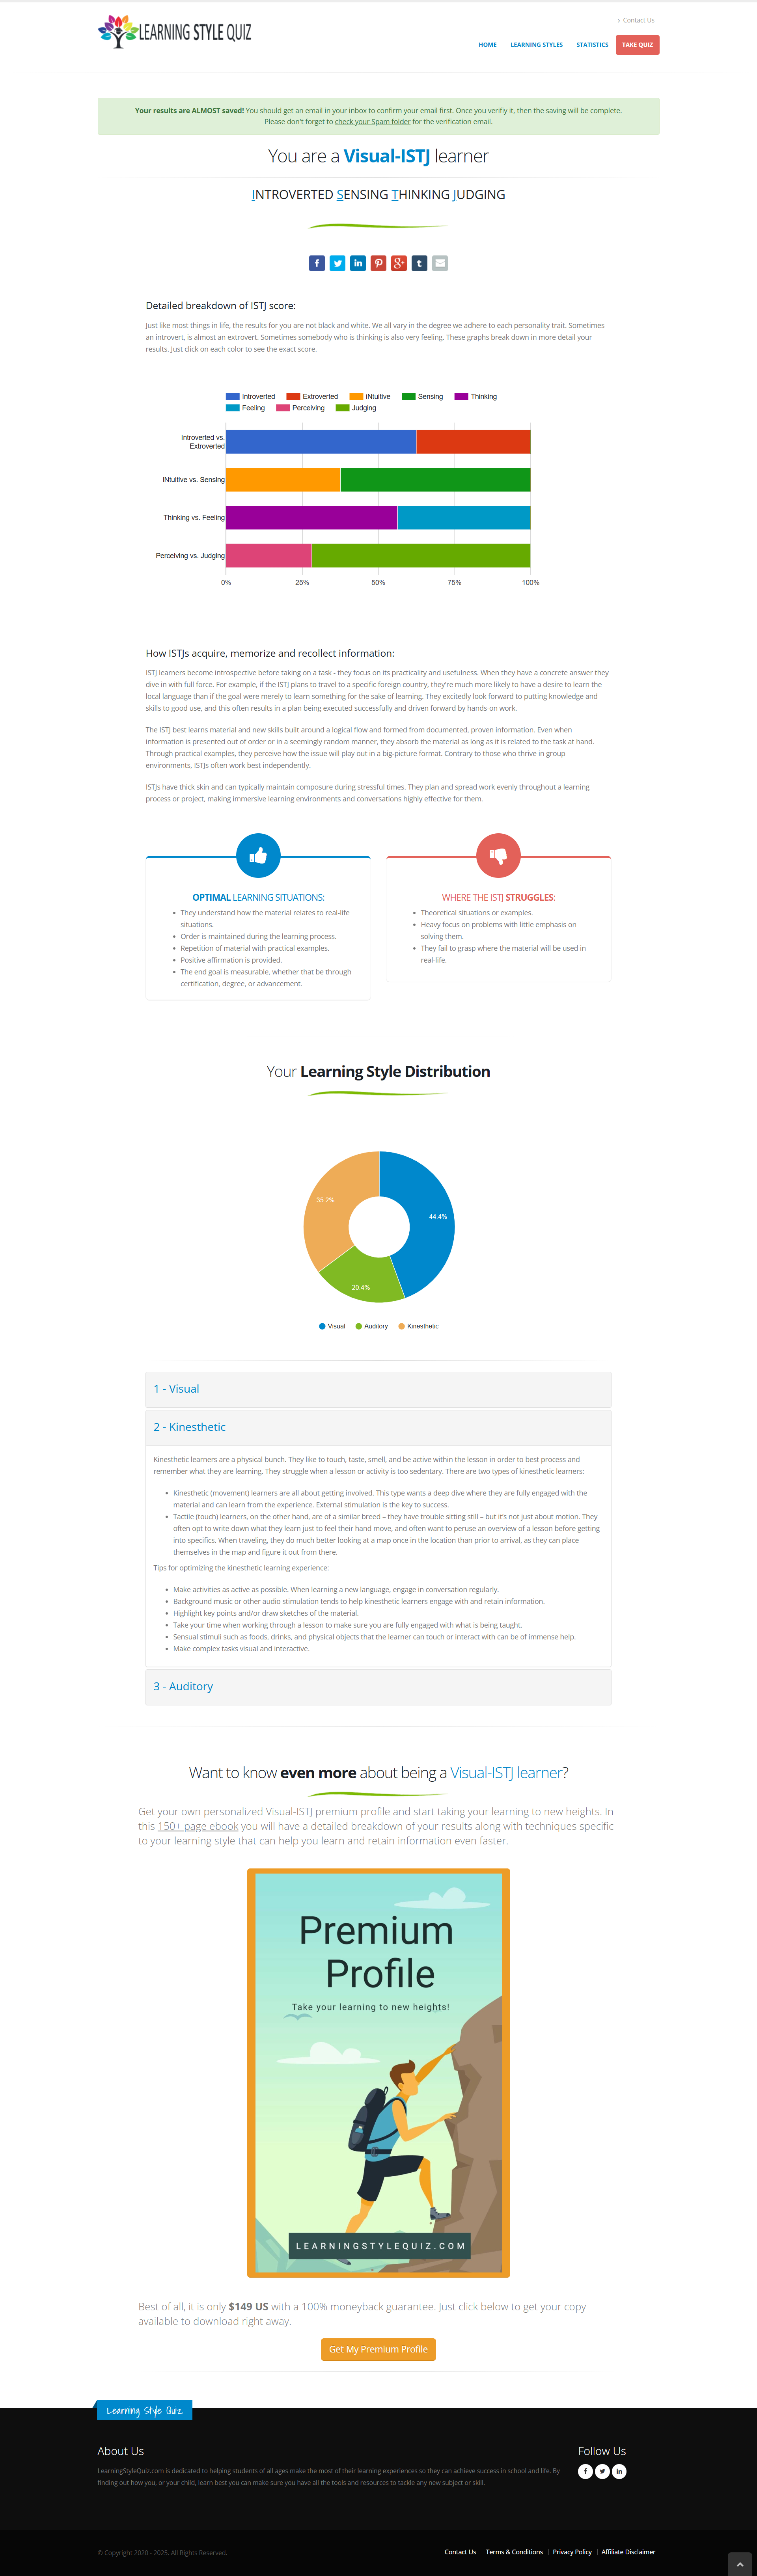 LEARNING STYLE QUIZ
Contact Us
HOME LEARNING STYLES STATISTICS TAKE QUIZ
Your results are ALMOST saved! You should get an email in your inbox to confirm your email first. Once you verifiy it, then the saving will be complete.
Please don't forget to check your Spam folder for the verification email.
You are a Visual-ISTJ learner
INTROVERTED SENSING THINKING JUDGING
Detailed breakdown of ISTJ score:
Just like most things in life, the results for you are not black and white. We all vary in the degree we adhere to each personality trait. Sometimes
an introvert, is almost an extrovert. Sometimes somebody who is thinking is also very feeling. These graphs break down in more detail your
results. Just click on each color to see the exact score.
Introverted Extroverted iNtuitive Sensing Thinking
Feeling Perceiving Judging
Introverted vs.
Extroverted
iNtuitive vs. Sensing
Thinking vs. Feeling
Perceiving vs. Judging
0% 25% 50% 75% 100%
How ISTJs acquire, memorize and recollect information:
ISTJ learners become introspective before taking on a task - they focus on its practicality and usefulness. When they have a concrete answer they
dive in with full force. For example, if the ISTJ plans to travel to a specific foreign country, they're much more likely to have a desire to learn the
local language than if the goal were merely to learn something for the sake of learning. They excitedly look forward to putting knowledge and
skills to good use, and this often results in a plan being executed successfully and driven forward by hands-on work.
The ISTJ best learns material and new skills built around a logical flow and formed from documented, proven information. Even when
information is presented out of order or in a seemingly random manner, they absorb the material as long as it is related to the task at hand.
Through practical examples, they perceive how the issue will play out in a big-picture format. Contrary to those who thrive in group
environments, ISTJs often work best independently.
ISTJs have thick skin and can typically maintain composure during stressful times. They plan and spread work evenly throughout a learning
process or project, making immersive learning environments and conversations highly effective for them.
OPTIMAL LEARNING SITUATIONS:
They understand how the material relates to real-life
situations.
Order is maintained during the learning process.
Repetition of material with practical examples.
Positive affirmation is provided.
The end goal is measurable, whether that be through
certification, degree, or advancement.
WHERE THE ISTJ STRUGGLES:
Theoretical situations or examples.
Heavy focus on problems with little emphasis on
solving them.
They fail to grasp where the material will be used in
real-life.
Your Learning Style Distribution
35.2%
44.4%
20.4%
Visual Auditory Kinesthetic
1 - Visual
2 - Kinesthetic
Kinesthetic learners are a physical bunch. They like to touch, taste, smell, and be active within the lesson in order to best process and
remember what they are learning. They struggle when a lesson or activity is too sedentary. There are two types of kinesthetic learners:
Kinesthetic (movement) learners are all about getting involved. This type wants a deep dive where they are fully engaged with the
material and can learn from the experience. External stimulation is the key to success.
Tactile (touch) learners, on the other hand, are of a similar breed – they have trouble sitting still – but it's not just about motion. They
often opt to write down what they learn just to feel their hand move, and often want to peruse an overview of a lesson before getting
into specifics. When traveling, they do much better looking at a map once in the location than prior to arrival, as they can place
themselves in the map and figure it out from there.
Tips for optimizing the kinesthetic learning experience:
Make activities as active as possible. When learning a new language, engage in conversation regularly.
Background music or other audio stimulation tends to help kinesthetic learners engage with and retain information.
Highlight key points and/or draw sketches of the material.
Take your time when working through a lesson to make sure you are fully engaged with what is being taught.
Sensual stimuli such as foods, drinks, and physical objects that the learner can touch or interact with can be of immense help.
Make complex tasks visual and interactive.
3 - Auditory
Want to know even more about being a Visual-ISTJ learner?
Get your own personalized Visual-ISTJ premium profile and start taking your learning to new heights. In
this 150+ page ebook you will have a detailed breakdown of your results along with techniques specific
to your learning style that can help you learn and retain information even faster.
Premium
Profile
Take your learning to new heights!
LEARNINGSTYLEQUIZ.COM
Best of all, it is only $149 US with a 100% moneyback guarantee. Just click below to get your copy
available to download right away.
Get My Premium Profile
Learning Style Quiz
About Us
LearningStyleQuiz.com is dedicated to helping students of all ages make the most of their learning experiences so they can achieve success in school and life. By
finding out how you, or your child, learn best you can make sure you have all the tools and resources to tackle any new subject or skill.
Follow Us
© Copyright 2020 - 2025. All Rights Reserved.
Contact Us Terms & Conditions Privacy Policy Affiliate Disclaimer